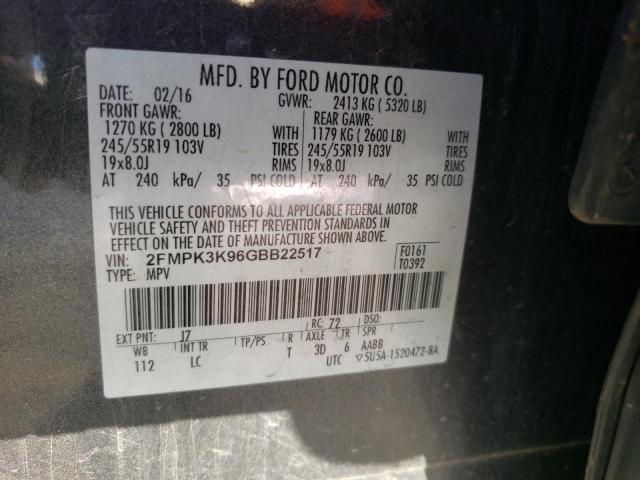 MFD. BY FORD MOTOR CO.
DATE: 02/16 GVWR: 2413 KG ( 5320 LB)
FRONT GAWR: REAR GAWR:
1270 KG ( 2800 LB) WITH 1179 KG ( 2600 LB) WITH
245/55R19 103V TIRES 245/55R19 103V TIRES
19x8.0J RIMS 19x8.0J RIMS
AT 240 kPa/ 35 PSI COLD AT 240 kPa/ 35 PSI COLD
THIS VEHICLE CONFORMS TO ALL APPLICABLE FEDERAL MOTOR
VEHICLE SAFETY AND THEFT PREVENTION STANDARDS IN
EFFECT ON THE DATE OF MANUFACTURE SHOWN ABOVE.
VIN: 2FMPK3K96GBB22517 F0161
TYPE: MPV T0392
EXT PNT: J7 RC: 72 DSO:
WB INT TR TP/PS R AXLE TR SPR
112 LC T 3D 6 AABB
UTC ▽5U5A-1520472-BA